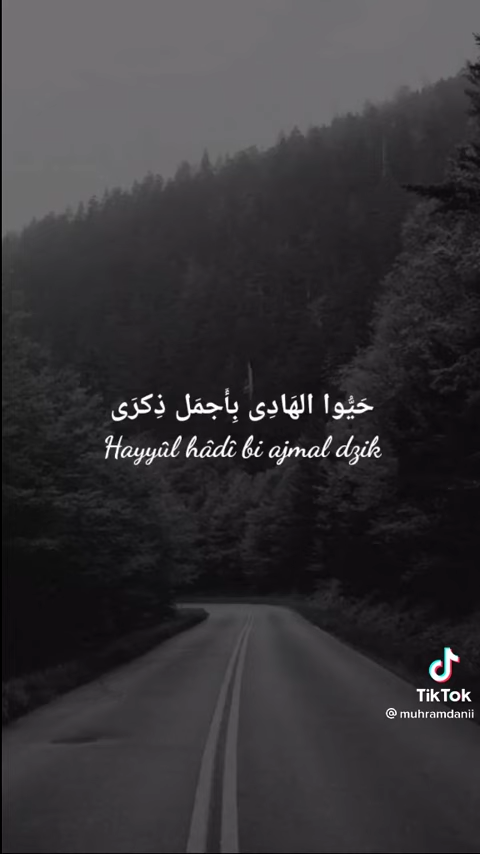 حَيُّوا الهَادِى بِأَجمَل ذِكرَى
Hayyûl hâdî bi ajmal dzik
TikTok
@muhramdanii